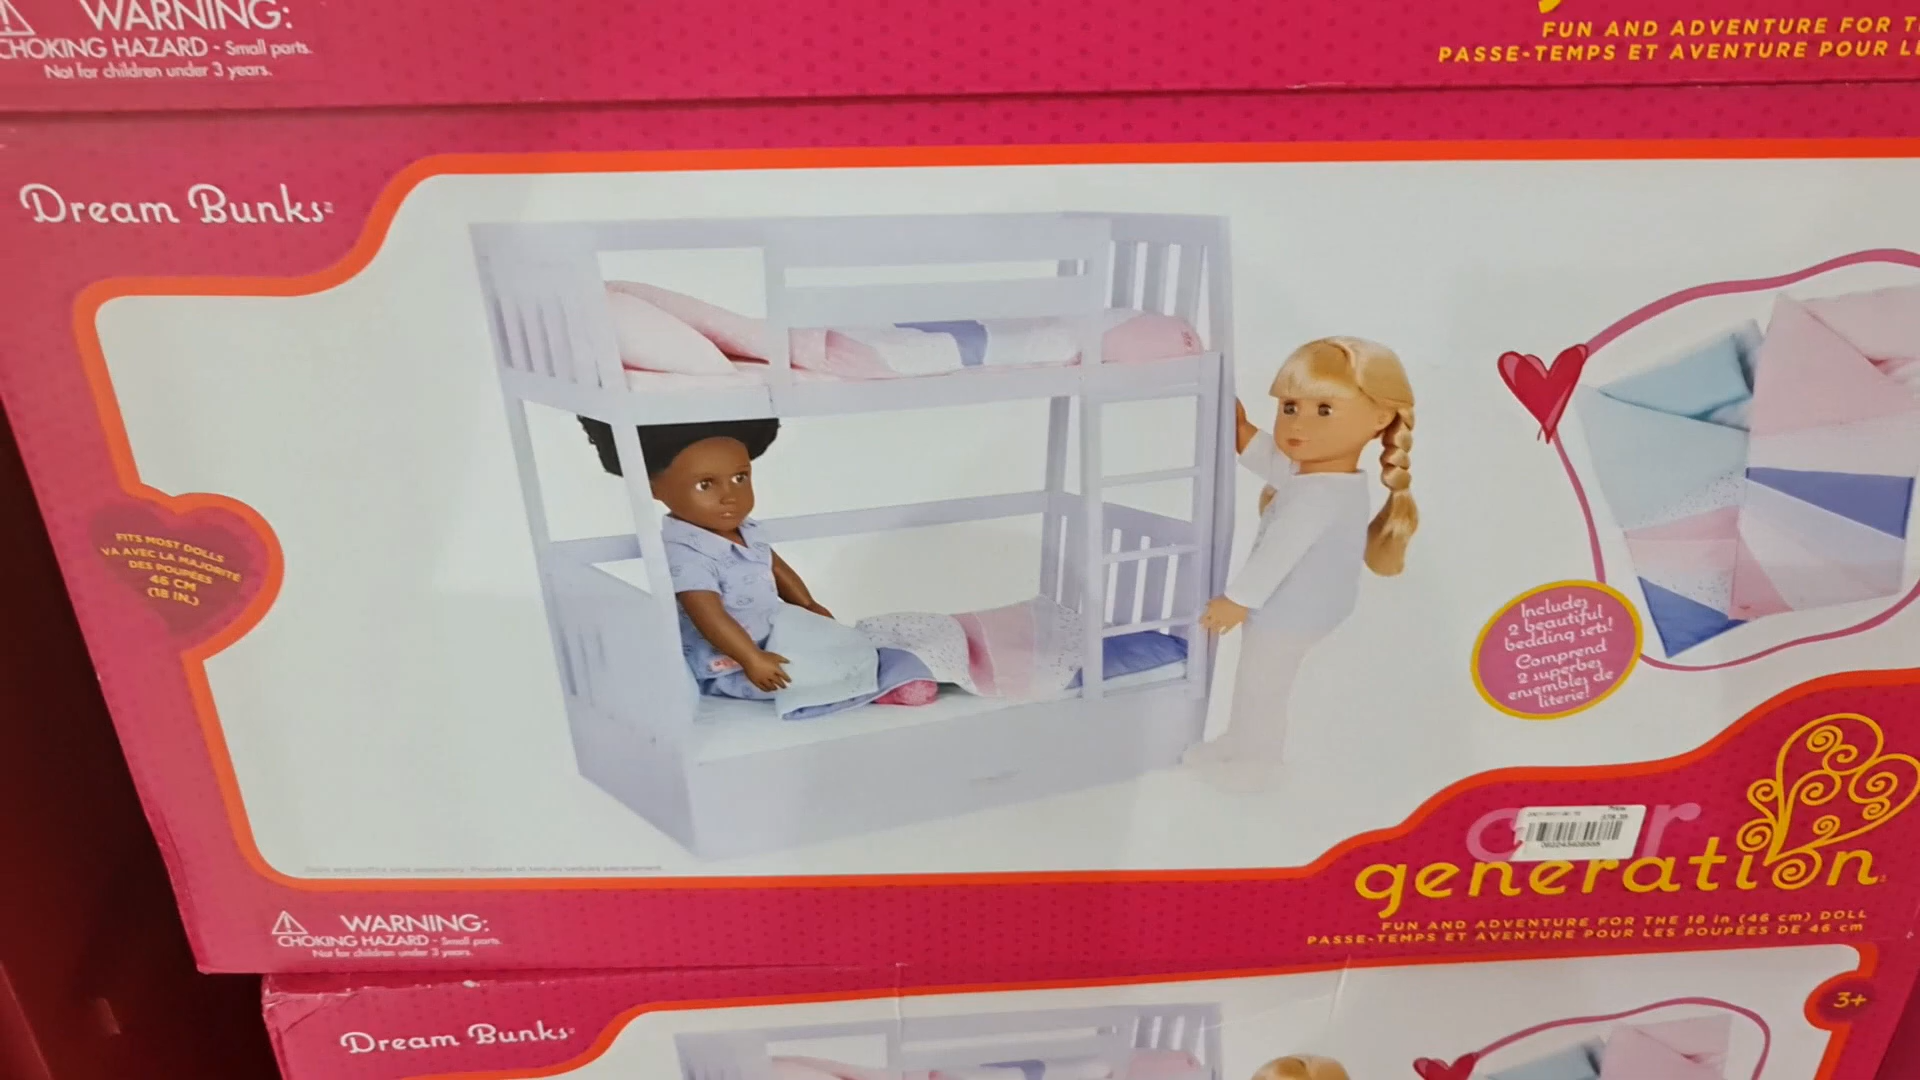 WARNING:
CHOKING HAZARD - Small parts.
Not for children under 3 years.
FUN AND ADVENTURE FOR T
PASSE-TEMPS ET AVENTURE POUR L
Dream Bunks
FITS MOST DOLLS
VA AVEC LA MAJORITÉ
DES POUPÉES
46 CM
(18 IN.)
Includes
2 beautiful
bedding sets!
Comprend
2 superbes
ensembles de
literie!
generation
FUN AND ADVENTURE FOR THE 18 in (46 cm) DOLL
PASSE-TEMPS ET AVENTURE POUR LES POUPÉES DE 46 cm
WARNING:
CHOKING HAZARD - Small parts.
Not for children under 3 years.
Dream Bunks
3+